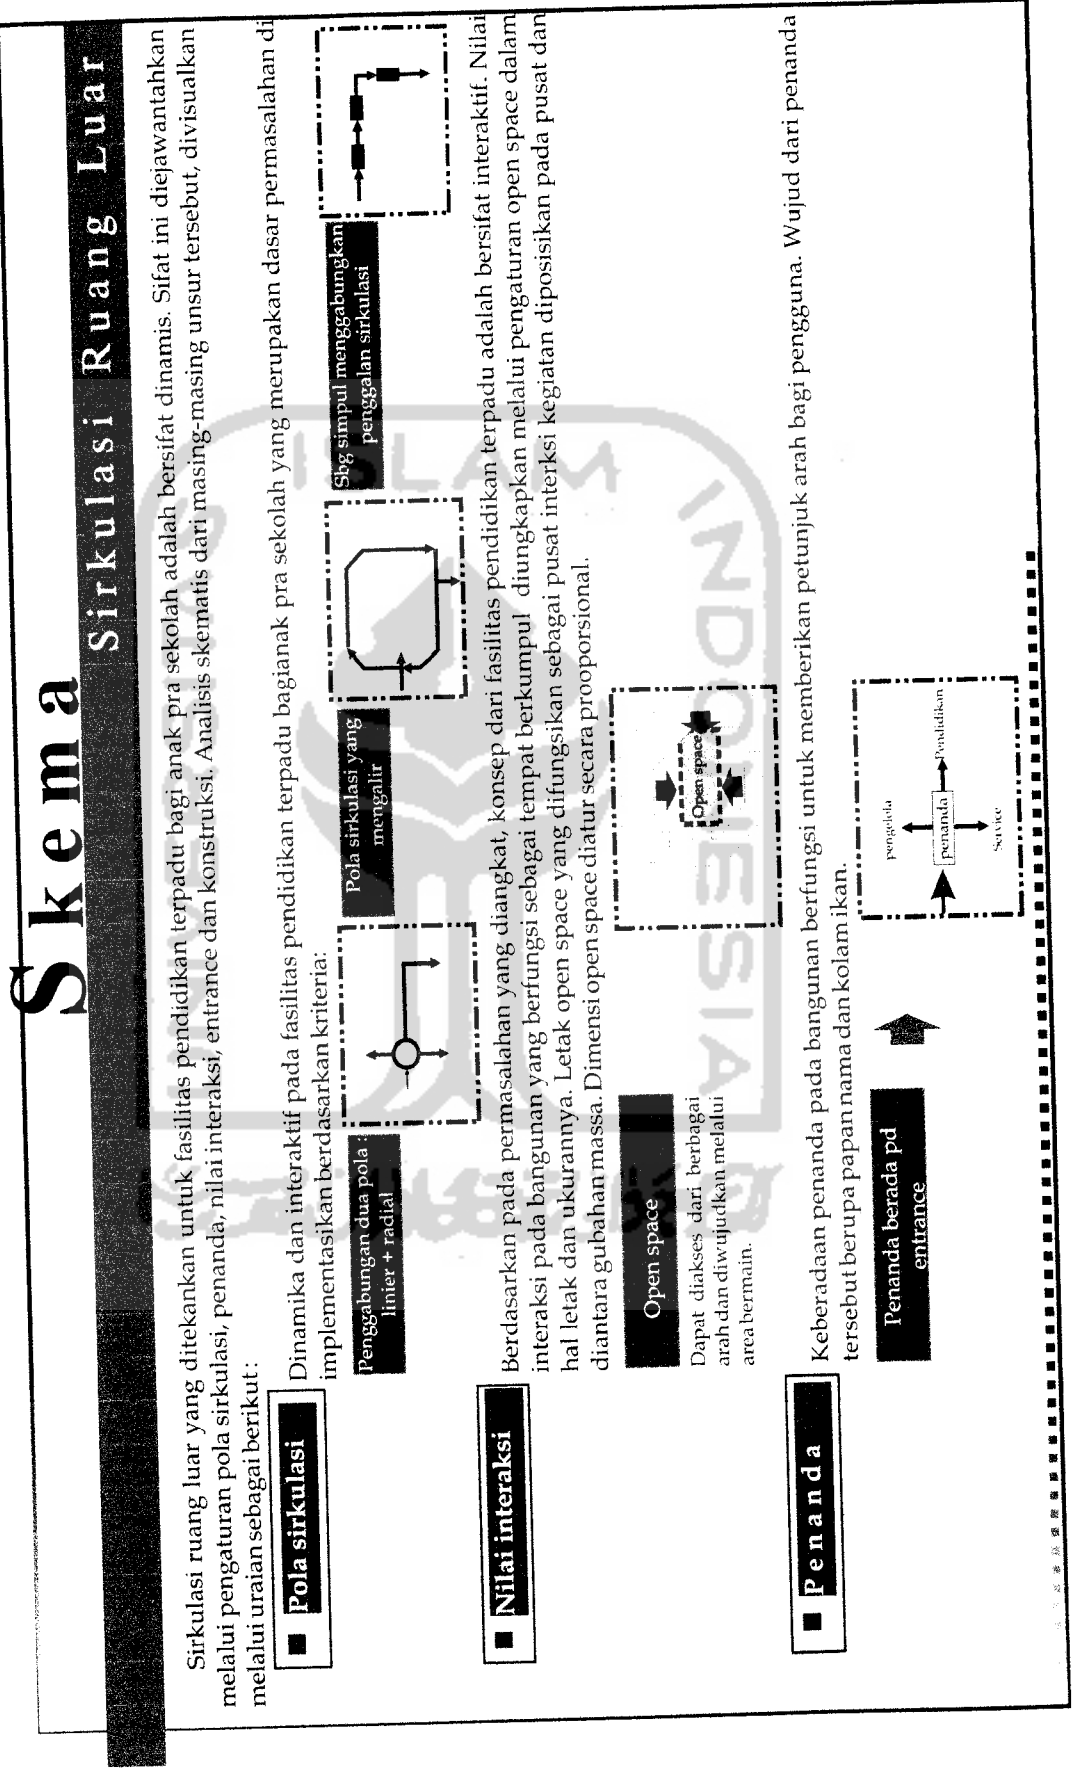 Skema
Sirkulasi Ruang Luar
Sirkulasi ruang luar yang ditekankan untuk fasilitas pendidikan terpadu bagi anak pra sekolah adalah bersifat dinamis. Sifat ini diejawantahkan
melalui pengaturan pola sirkulasi, penanda, nilai interaksi, entrance dan konstruksi. Analisis skematis dari masing-masing unsur tersebut, divisualkan
melalui uraian sebagai berikut :
Pola sirkulasi
Dinamika dan interaktif pada fasilitas pendidikan terpadu bagianak pra sekolah yang merupakan dasar permasalahan di
implementasikan berdasarkan kriteria:
Penggabungan dua pola :
linier + radial
Pola sirkulasi yang
mengalir
Sbg simpul menggabungkan
penggalan sirkulasi
Nilai interaksi
Berdasarkan pada permasalahan yang diangkat, konsep dari fasilitas pendidikan terpadu adalah bersifat interaktif. Nilai
interaksi pada bangunan yang berfungsi sebagai tempat berkumpul diungkapkan melalui pengaturan open space dalam
hal letak dan ukurannya. Letak open space yang difungsikan sebagai pusat interksi kegiatan diposisikan pada pusat dan
diantara gubahan massa. Dimensi open space diatur secara prooporsional.
Open space
Dapat diakses dari berbagai
arah dan diwujudkan melalui
area bermain.
Open space
Penanda
Keberadaan penanda pada bangunan berfungsi untuk memberikan petunjuk arah bagi pengguna. Wujud dari penanda
tersebut berupa papan nama dan kolam ikan.
Penanda berada pd
entrance
pengelola
penanda
Pendidikan
Service
ISLAM
UNIVERSITAS
INDONESIA